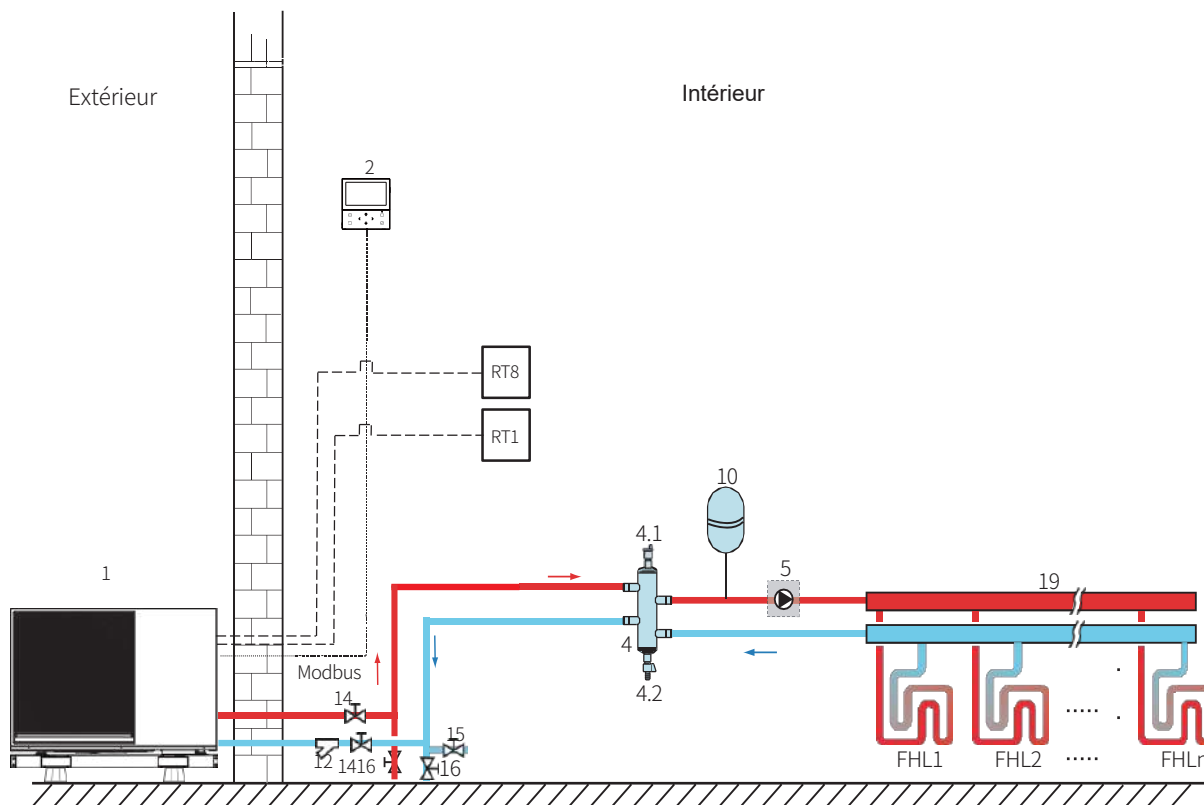 Extérieur
Intérieur
2
RT8
RT1
10
4.1
1
5
19
4
Modbus
4.2
14
15
12
1416
16
FHL1
FHL2
.....
FHLn